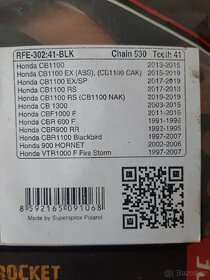 RFE-302:41-BLK Chain 530 Teeth 41
Honda CB1100 2013-2015
Honda CB1100 EX (ABS), (CB1100 CAK) 2015-2019
Honda CB1100 EX/SP 2017-2019
Honda CB1100 RS 2017-2019
Honda CB1100 RS (CB1100 NAK) 2019-2019
Honda CB 1300 2003-2015
Honda CBF1000 F 2011-2015
Honda CBR 600 F 1991-1996
Honda CBR900 RR 1992-1995
Honda CBR1100 Blackbird 1997-2007
Honda 900 HORNET 2002-2006
Honda VTR1000 F Fire Storm 1997-2007
8 592165 091068
Made by Supersprox Poland
ROCKET